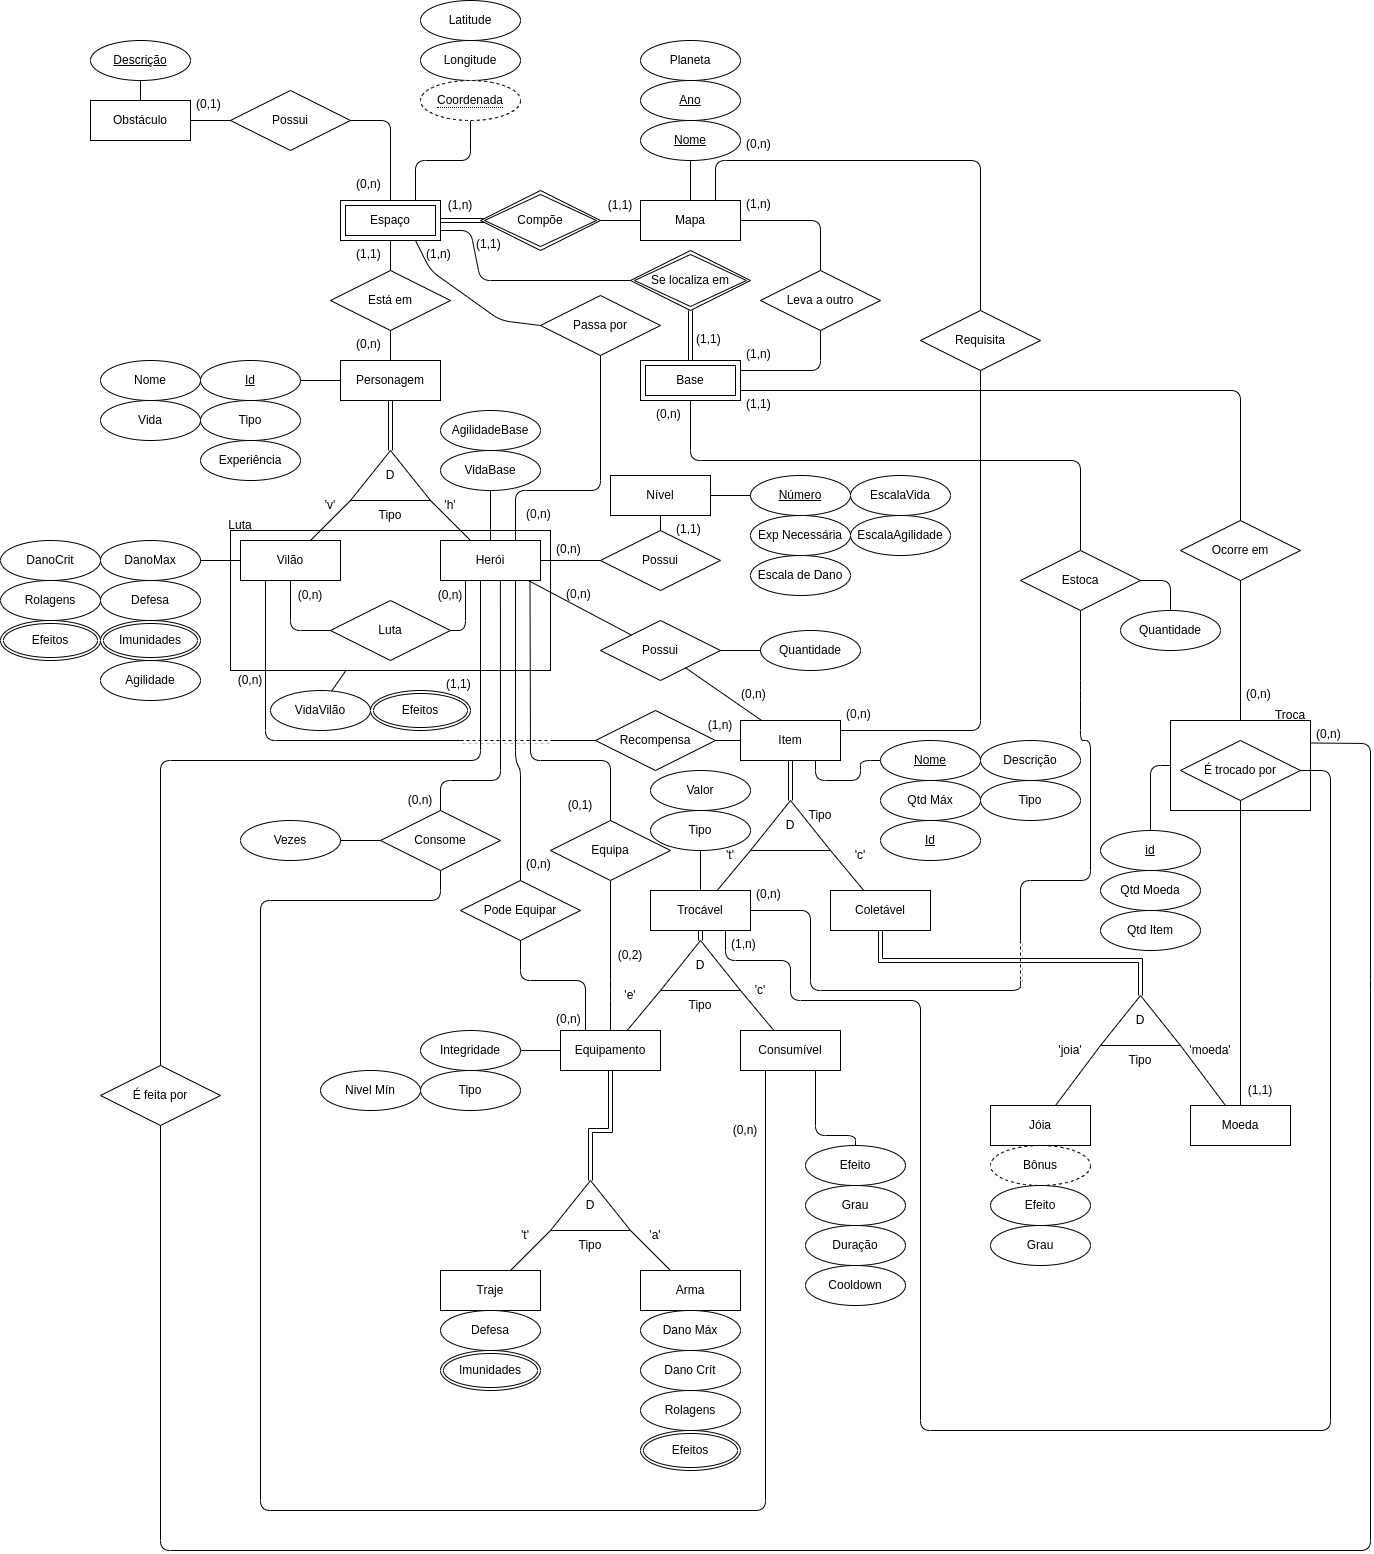 Latitude
Descrição
Longitude
Planeta
Coordenada
Ano
(0,1)
Obstáculo
Possui
Nome
(0,n)
(0,n)
(1,n)
(1,1)
(1,n)
Espaço
Compõe
Mapa
(1,1)
(1,n)
(1,1)
Se localiza em
Está em
Leva a outro
Passa por
(0,n)
(1,1)
Requisita
(1,n)
Nome
Id
Personagem
Base
(1,1)
(0,n)
Vida
Tipo
AgilidadeBase
Experiência
D
VidaBase
'v'
'h'
Tipo
(0,n)
Nível
Número
EscalaVida
Luta
(1,1)
Exp Necessária
EscalaAgilidade
(0,n)
Ocorre em
DanoCrit
DanoMax
Vilão
Herói
Possui
Escala de Dano
Estoca
(0,n)
(0,n)
(0,n)
Rolagens
Defesa
Luta
Quantidade
Efeitos
Imunidades
Possui
Quantidade
(0,n)
(1,1)
Agilidade
(0,n)
(0,n)
VidaVilão
Efeitos
(1,n)
(0,n)
Troca
(0,n)
Recompensa
Item
Nome
Descrição
É trocado por
Valor
(0,n)
(0,1)
Qtd Máx
Tipo
Tipo
Tipo
D
Vezes
Consome
Equipa
't'
'c'
Id
id
(0,n)
Qtd Moeda
(0,n)
Pode Equipar
Trocável
Coletável
Qtd Item
(1,n)
(0,2)
D
'e'
'c'
Tipo
(0,n)
D
Integridade
Equipamento
Consumível
'joia'
'moeda'
Tipo
Nivel Mín
Tipo
É feita por
(1,1)
(0,n)
Jóia
Moeda
Efeito
Bônus
D
Grau
Efeito
't'
'a'
Tipo
Duração
Grau
Traje
Arma
Cooldown
Defesa
Dano Máx
Imunidades
Dano Crít
Rolagens
Efeitos